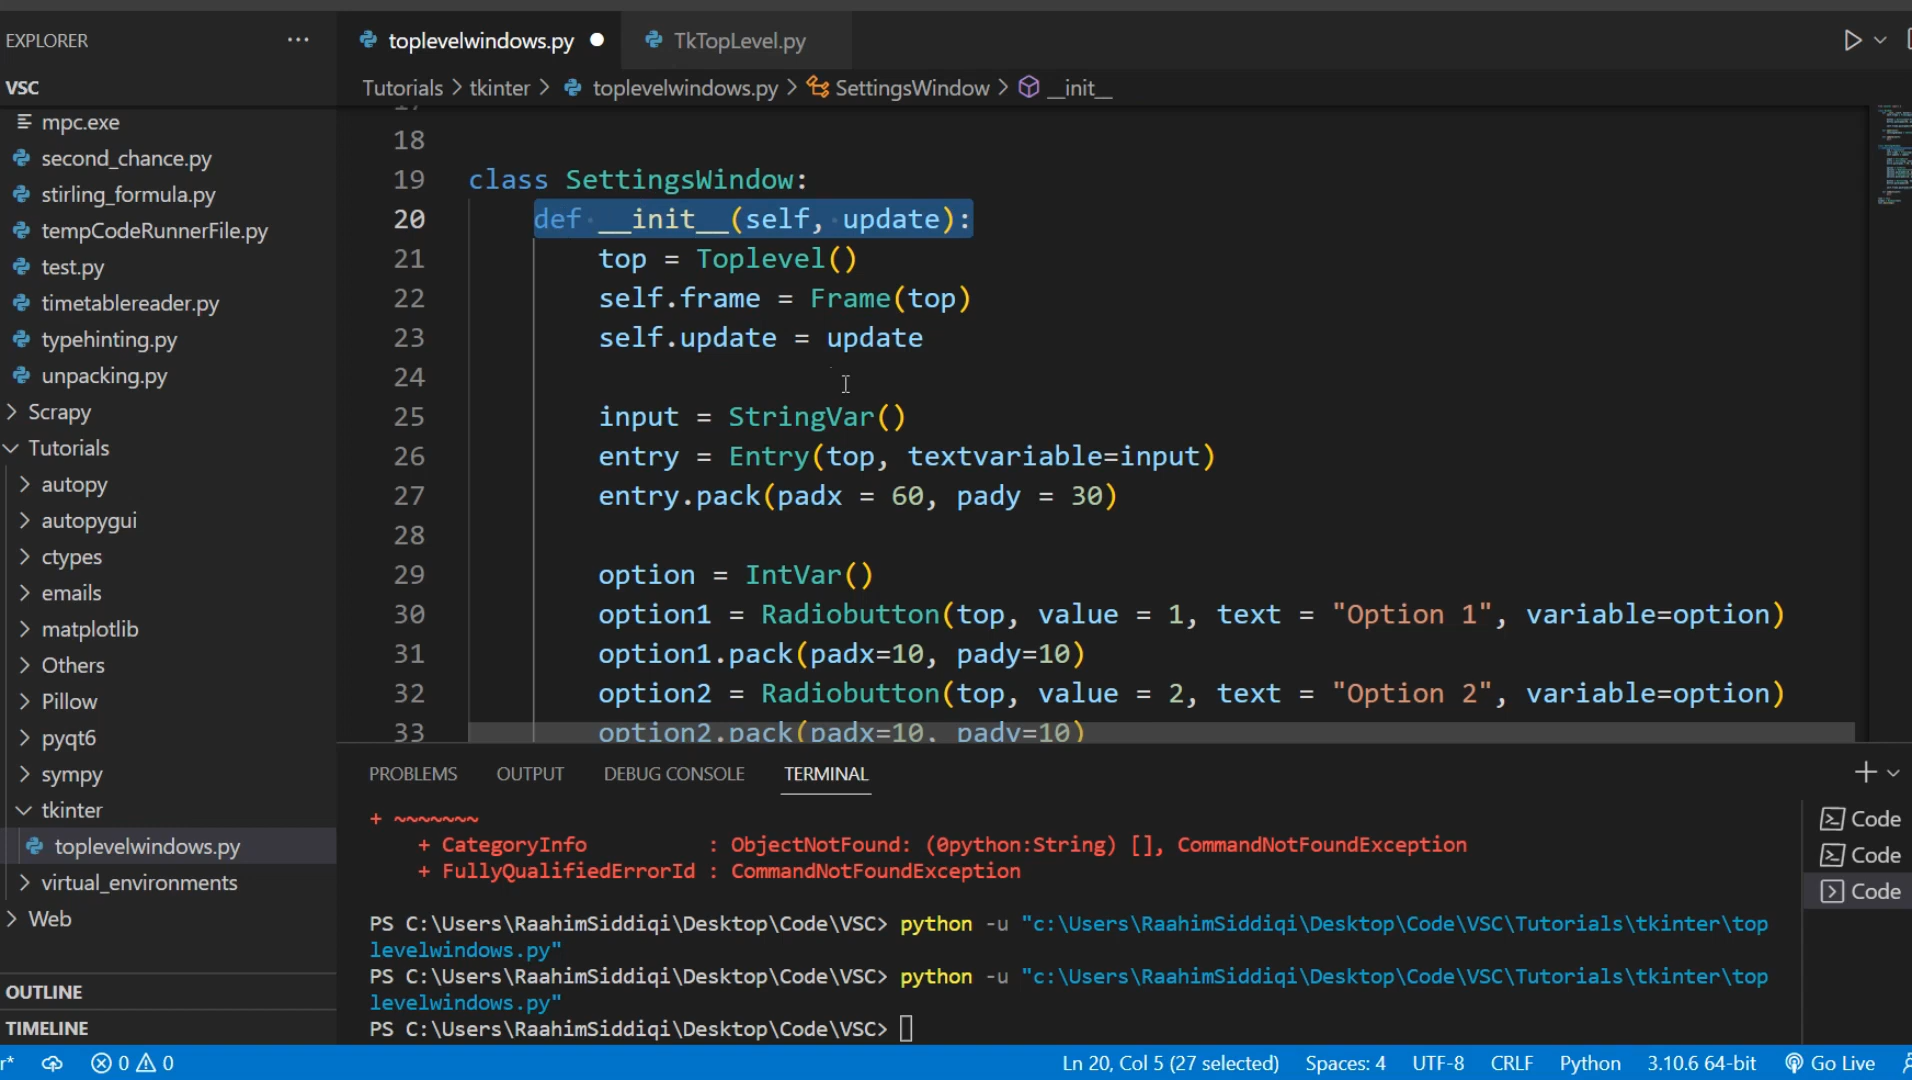 EXPLORER
···
toplevelwindows.py
TkTopLevel.py
VSC
Tutorials > tkinter > toplevelwindows.py > SettingsWindow > __init__
mpc.exe
second_chance.py
stirling_formula.py
tempCodeRunnerFile.py
test.py
timetablereader.py
typehinting.py
unpacking.py
Scrapy
Tutorials
autopy
autopygui
ctypes
emails
matplotlib
Others
Pillow
pyqt6
sympy
tkinter
toplevelwindows.py
virtual_environments
Web
OUTLINE
TIMELINE
17
18
19 class SettingsWindow:
20 def __init__(self, update):
21 top = Toplevel()
22 self.frame = Frame(top)
23 self.update = update
24
25 input = StringVar()
26 entry = Entry(top, textvariable=input)
27 entry.pack(padx = 60, pady = 30)
28
29 option = IntVar()
30 option1 = Radiobutton(top, value = 1, text = "Option 1", variable=option)
31 option1.pack(padx=10, pady=10)
32 option2 = Radiobutton(top, value = 2, text = "Option 2", variable=option)
33 option2.pack(padx=10, pady=10)
PROBLEMS OUTPUT DEBUG CONSOLE TERMINAL
+ ~~~~~~~
+ CategoryInfo : ObjectNotFound: (0python:String) [], CommandNotFoundException
+ FullyQualifiedErrorId : CommandNotFoundException
PS C:\Users\RaahimSiddiqi\Desktop\Code\VSC> python -u "c:\Users\RaahimSiddiqi\Desktop\Code\VSC\Tutorials\tkinter\top
levelwindows.py"
PS C:\Users\RaahimSiddiqi\Desktop\Code\VSC> python -u "c:\Users\RaahimSiddiqi\Desktop\Code\VSC\Tutorials\tkinter\top
levelwindows.py"
PS C:\Users\RaahimSiddiqi\Desktop\Code\VSC>
Code
Code
Code
r* 0 0 Ln 20, Col 5 (27 selected) Spaces: 4 UTF-8 CRLF Python 3.10.6 64-bit Go Live